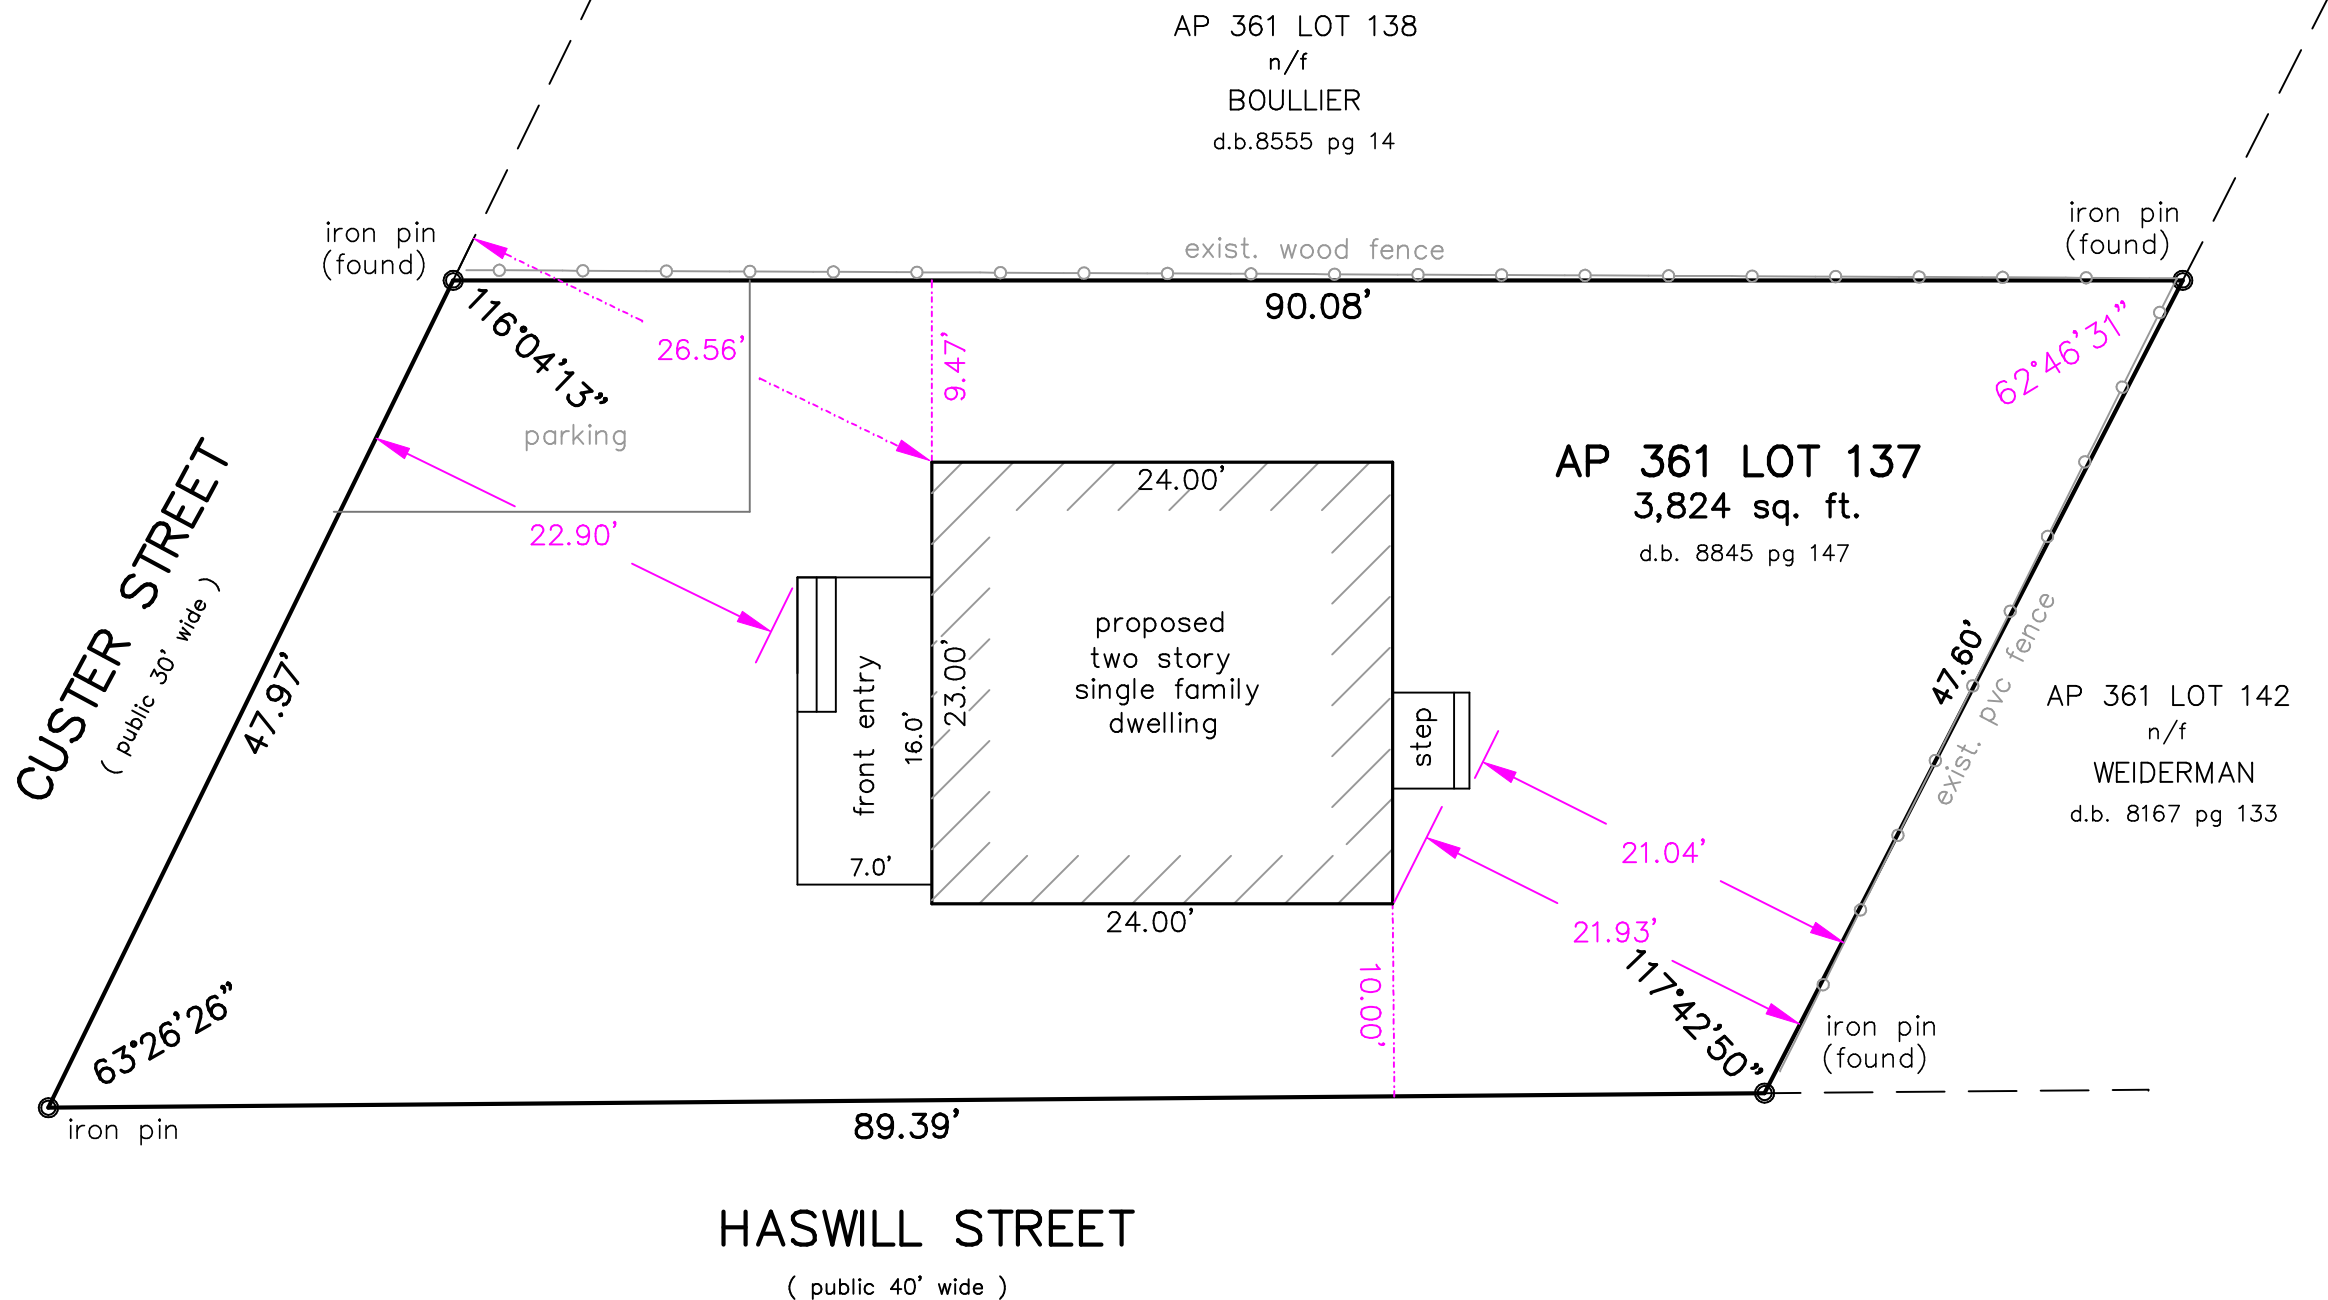 AP 361 LOT 138
n/f
BOULLIER
d.b.8555 pg 14
iron pin
(found)
exist. wood fence
iron pin
(found)
90.08'
116°04'13"
26.56'
9.47'
62°46'31"
parking
24.00'
AP 361 LOT 137
3,824 sq. ft.
d.b. 8845 pg 147
22.90'
CUSTER STREET
( public 30' wide )
47.97'
front entry
16.0'
23.00'
7.0'
proposed
two story
single family
dwelling
step
47.60'
exist. pvc fence
AP 361 LOT 142
n/f
WEIDERMAN
d.b. 8167 pg 133
21.04'
21.93'
24.00'
10.00'
117°42'50"
iron pin
(found)
63°26'26"
iron pin
89.39'
HASWILL STREET
( public 40' wide )